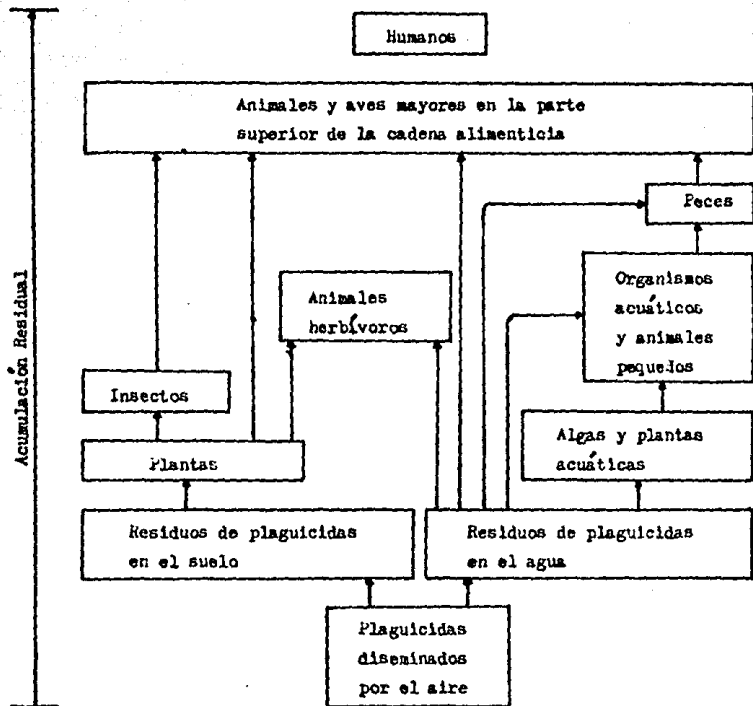 Humanos
Animales y aves mayores en la parte
superior de la cadena alimenticia
Peces
Organismos
acuáticos
y animales
pequeños
Animales
herbívoros
Acumulación Residual
Insectos
Algas y plantas
acuáticas
Plantas
Residuos de plaguicidas
en el suelo
Residuos de plaguicidas
en el agua
Plaguicidas
diseminados
por el aire